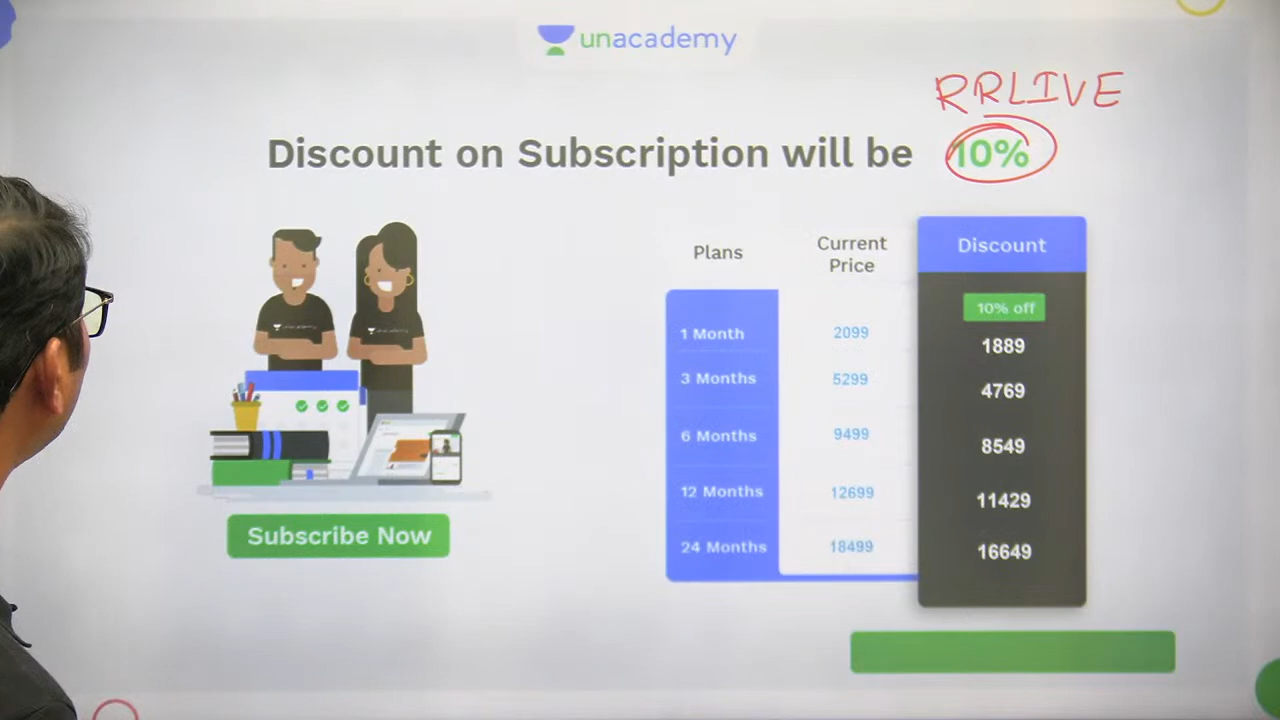 unacademy
RRLIVE
Discount on Subscription will be 10%
Plans Current Price Discount
10% off
1 Month 2099 1889
3 Months 5299 4769
6 Months 9499 8549
12 Months 12699 11429
24 Months 18499 16649
Subscribe Now